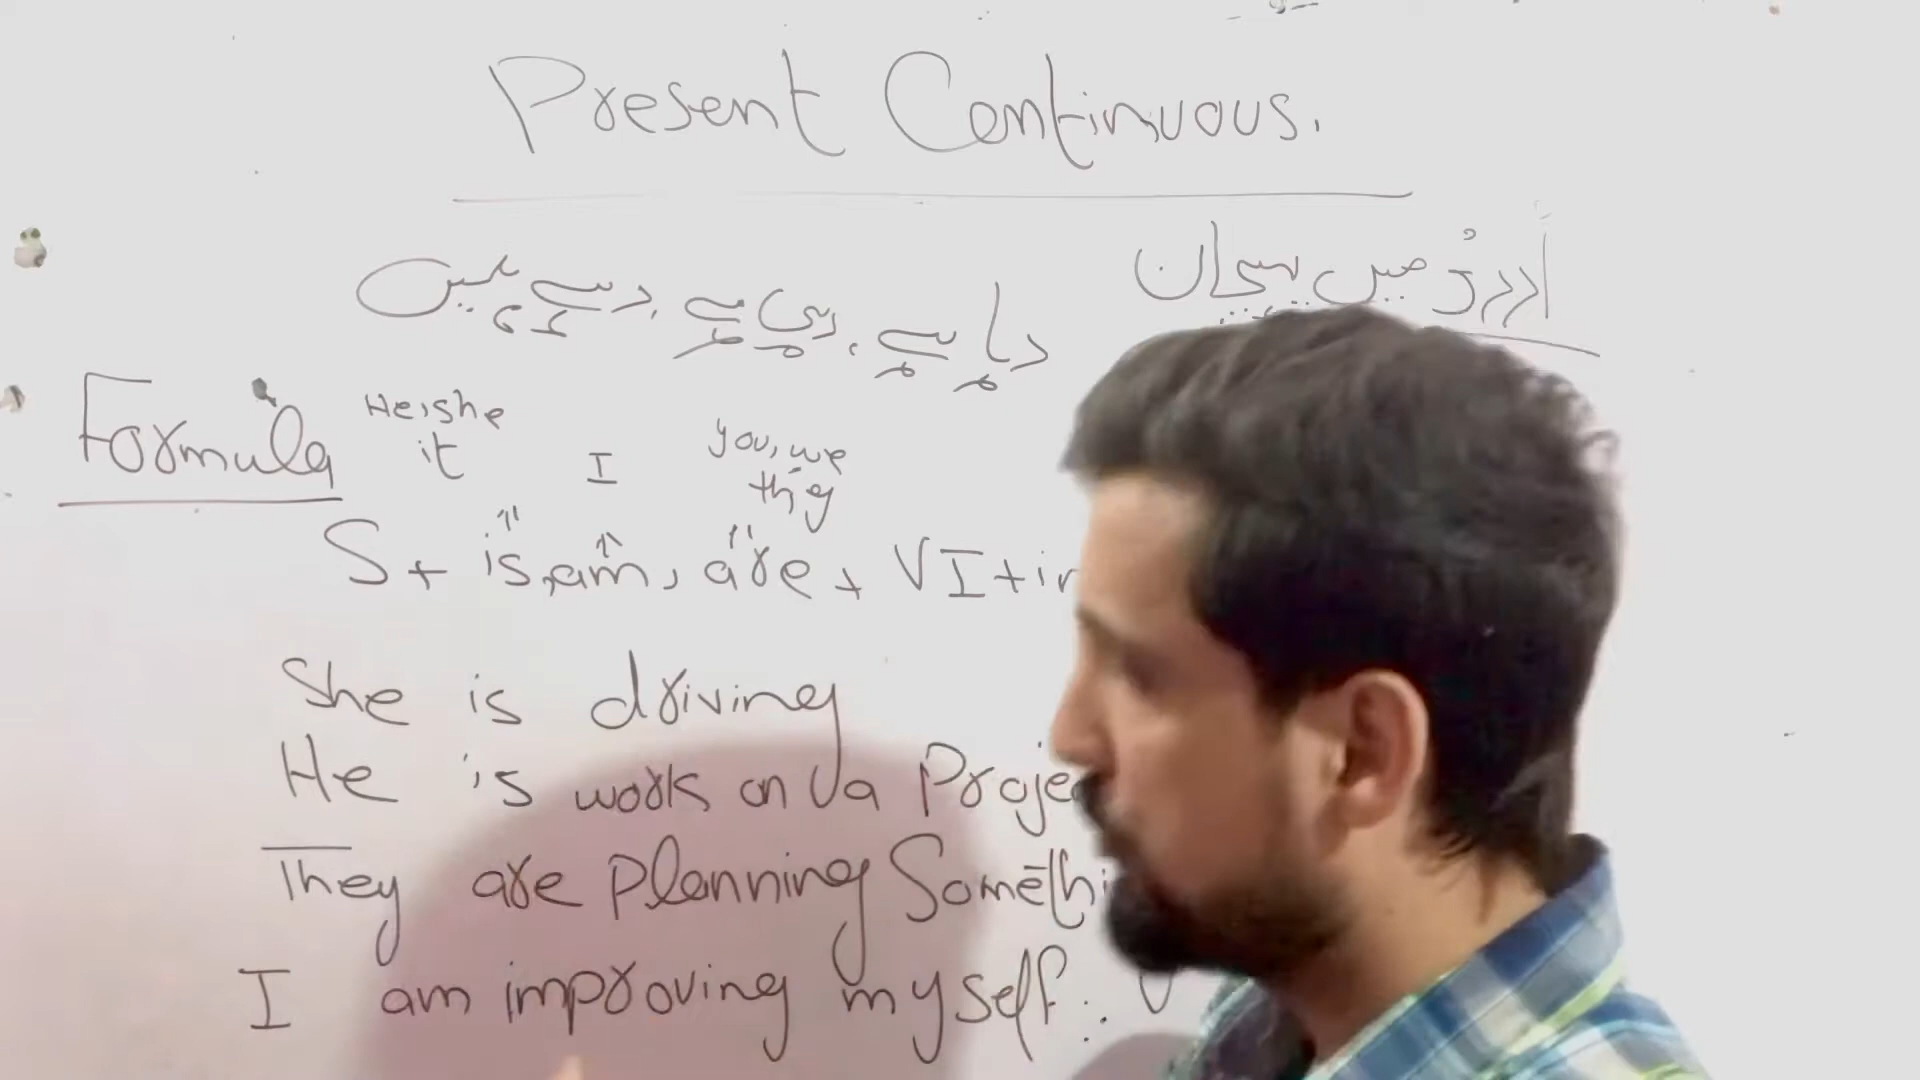 Present Continuous.
اردو میں پہچان
رہا ہے، رہی ہے، رہے ہیں
Formula
He, she it
I
you, we they
S + is, am, are + VI + in
She is driving
He is work on a Projec
They are planning Somethi
I am improving myself.